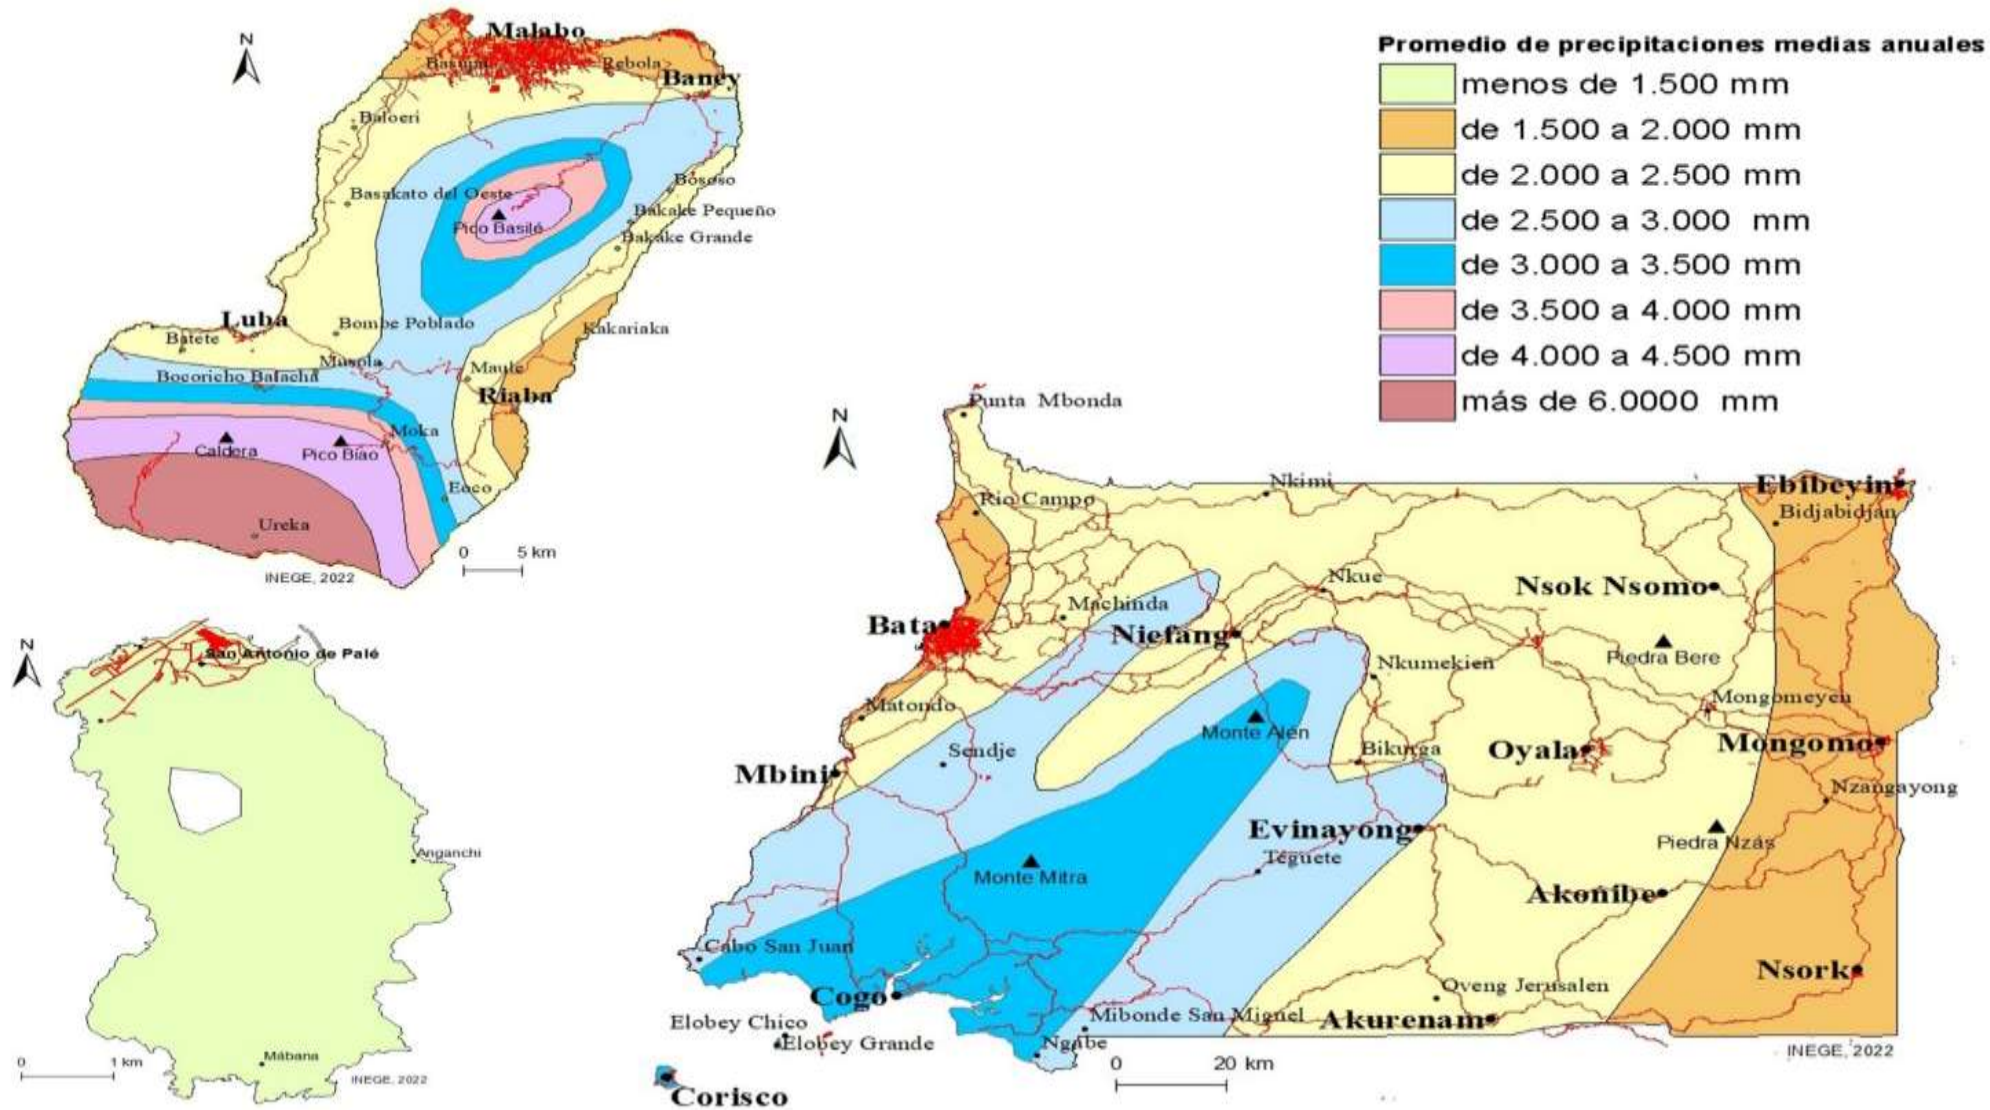 Promedio de precipitaciones medias anuales
menos de 1.500 mm
de 1.500 a 2.000 mm
de 2.000 a 2.500 mm
de 2.500 a 3.000 mm
de 3.000 a 3.500 mm
de 3.500 a 4.000 mm
de 4.000 a 4.500 mm
más de 6.0000 mm
N
Malabo
Basupu
Rebola
Baney
Baloeri
Basakato del Oeste
Bososo
Pico Basilé
Bakake Pequeño
Bakake Grande
Luba
Bombe Poblado
Kakariaka
Batete
Musola
Maule
Bocoricho Balachá
Riaba
Moka
Caldera
Pico Biao
Eoco
Ureka
0 5 km
INEGE, 2022
N
San Antonio de Palé
Anganchi
Mábana
0 1 km
INEGE, 2022
N
Punta Mbonda
Rio Campo
Nkimi
Ebibeyin
Bidjabidjan
Nkue
Nsok Nsomo
Machinda
Bata
Niefang
Piedra Bere
Nkumekieñ
Matondo
Mongomeyen
Monte Alén
Sendje
Bikurga
Oyala
Mongomo
Mbini
Nzangayong
Evinayong
Piedra Nzás
Teguete
Monte Mitra
Akonibe
Cabo San Juan
Nsork
Cogo
Oveng Jerusalen
Elobey Chico
Mibonde San Miguel
Akurenam
Elobey Grande
Ngabe
0 20 km
INEGE, 2022
Corisco